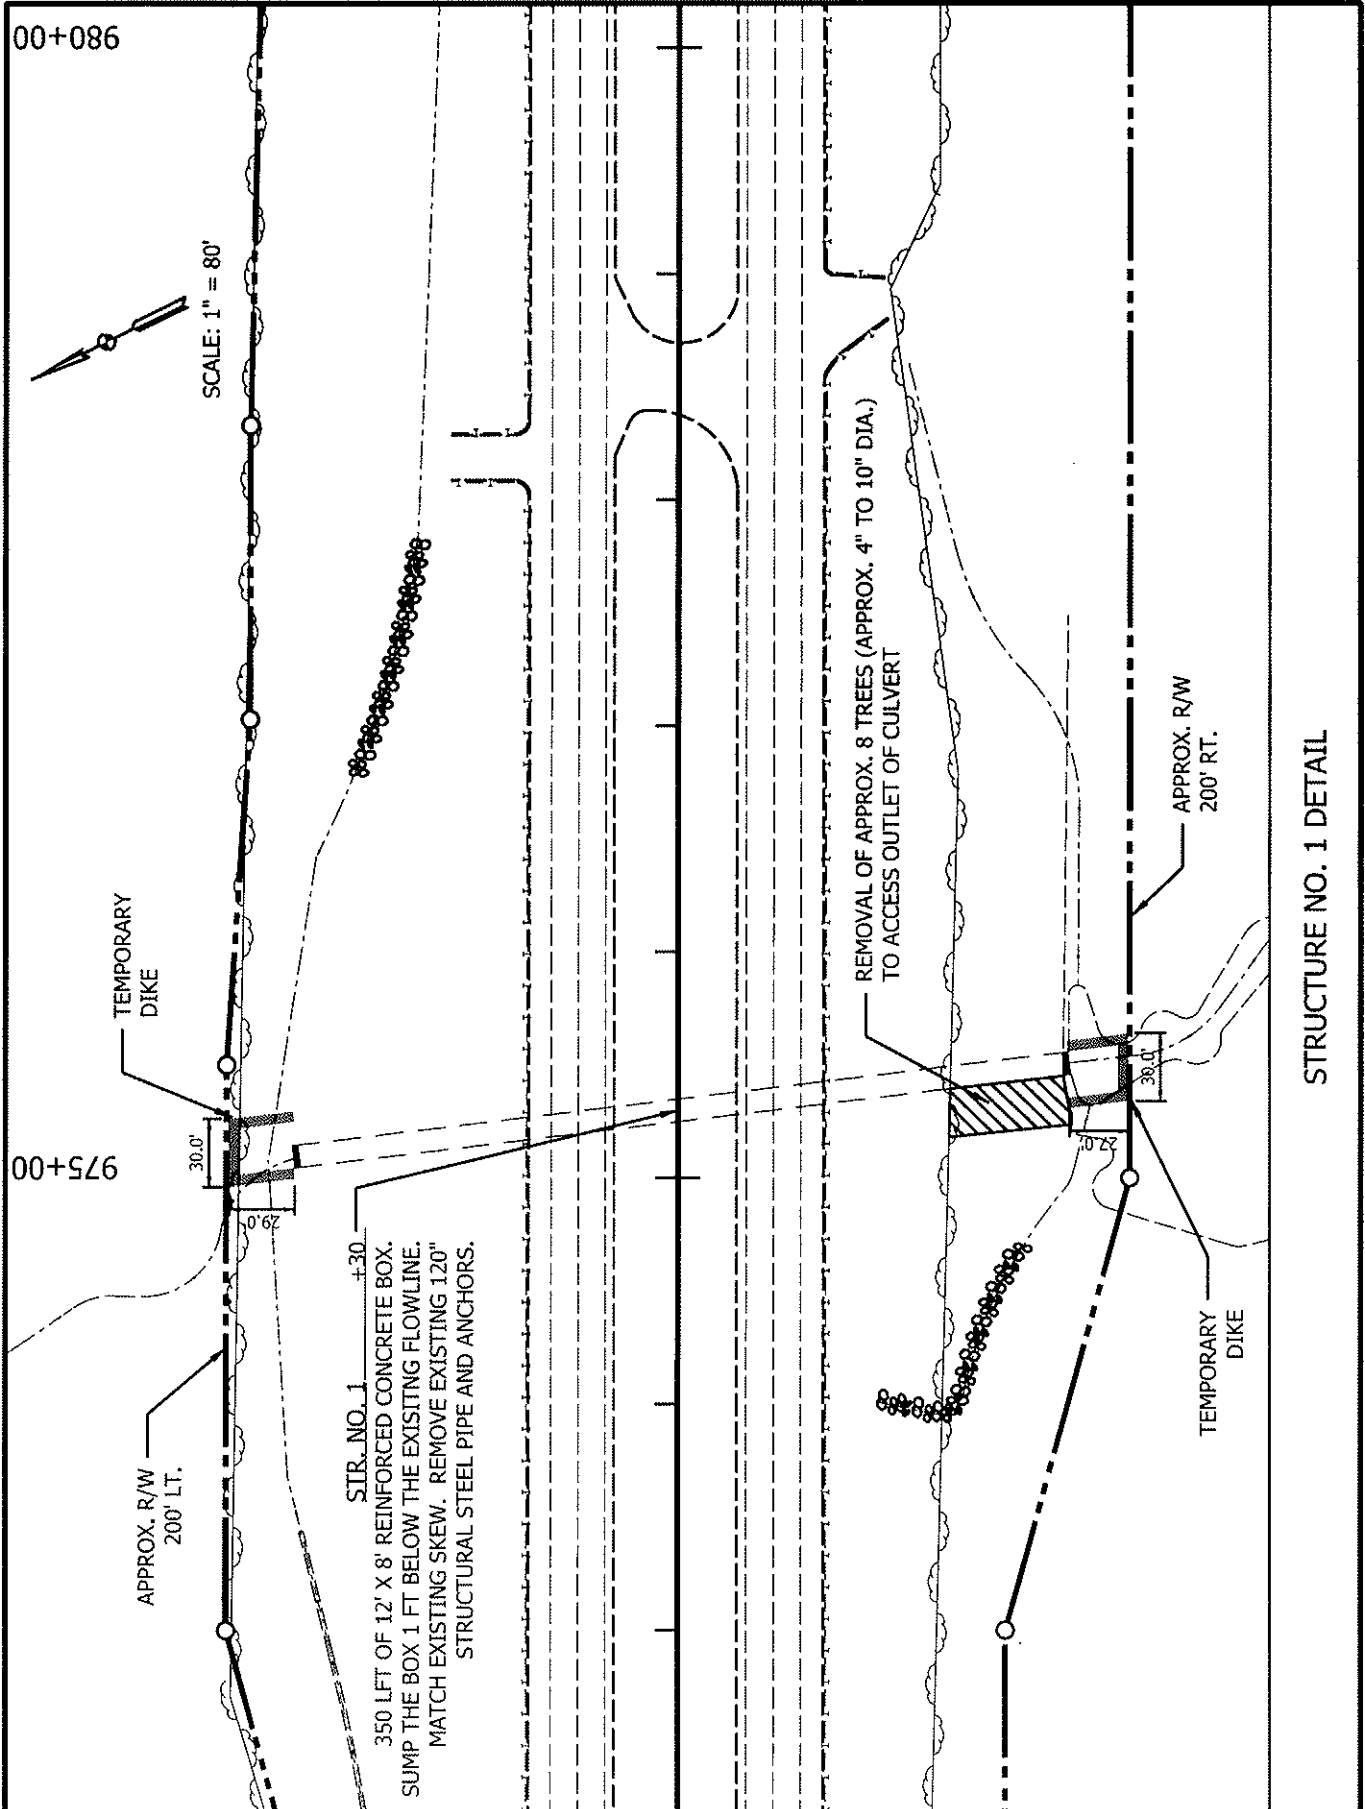 980+00
SCALE: 1" = 80'
TEMPORARY
DIKE
30.0'
975+00
29.0'
APPROX. R/W
200' LT.
STR. NO. 1 +30
350 LFT OF 12' X 8' REINFORCED CONCRETE BOX.
SUMP THE BOX 1 FT BELOW THE EXISITNG FLOWLINE.
MATCH EXISTING SKEW. REMOVE EXISTING 120"
STRUCTURAL STEEL PIPE AND ANCHORS.
REMOVAL OF APPROX. 8 TREES (APPROX. 4" TO 10" DIA.)
TO ACCESS OUTLET OF CULVERT
APPROX. R/W
200' RT.
30.0'
27.0'
TEMPORARY
DIKE
STRUCTURE NO. 1 DETAIL